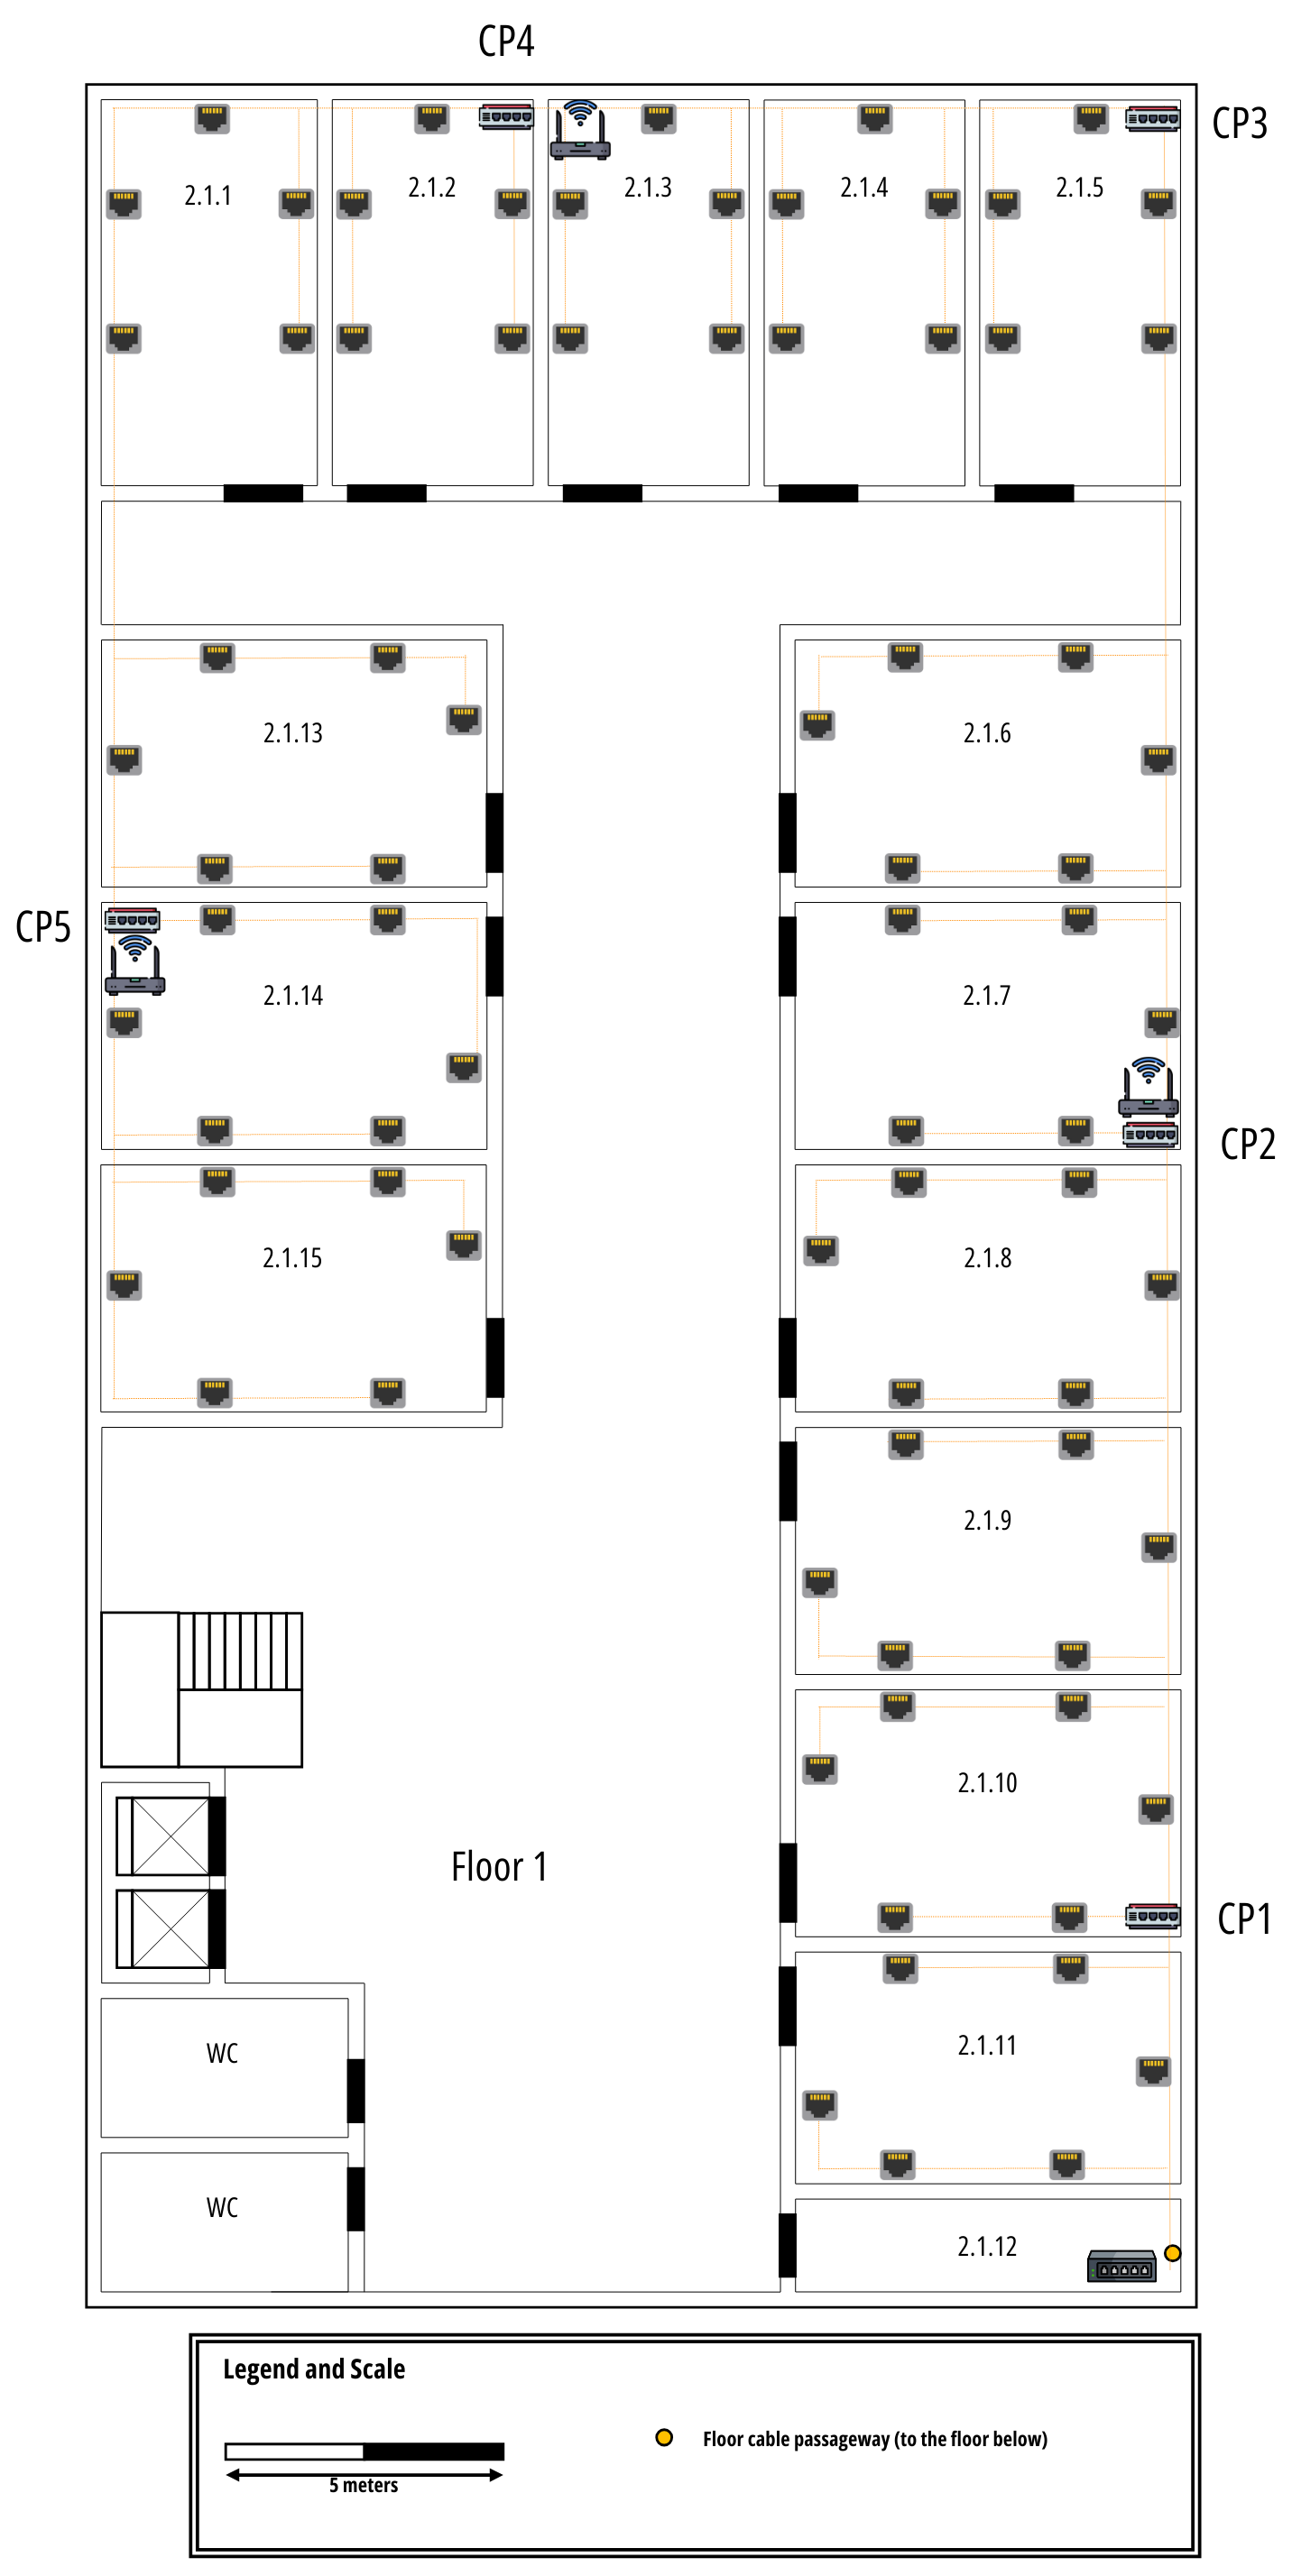 CP4
CP3
2.1.1
2.1.2
2.1.3
2.1.4
2.1.5
2.1.13
2.1.6
CP5
2.1.14
2.1.7
CP2
2.1.15
2.1.8
2.1.9
2.1.10
Floor 1
CP1
2.1.11
WC
WC
2.1.12
Legend and Scale
Floor cable passageway (to the floor below)
5 meters